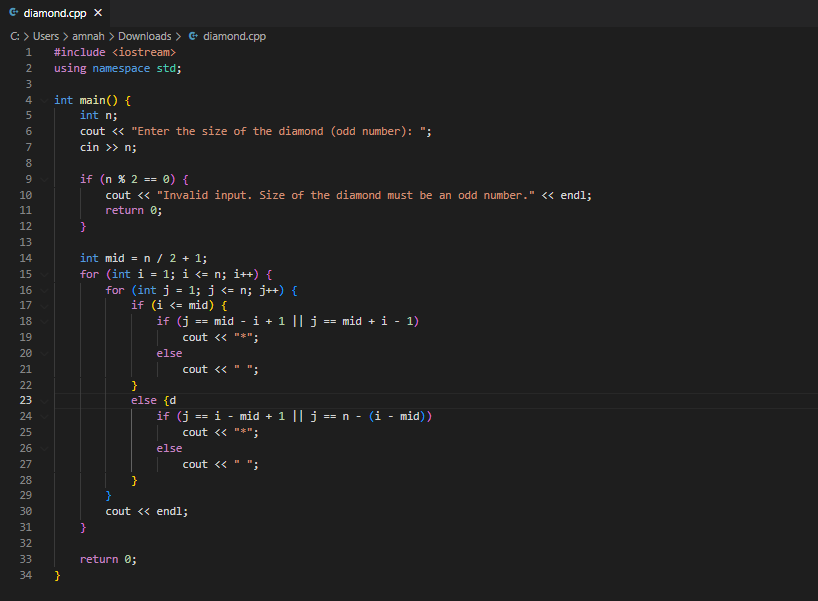 diamond.cpp ×
C: > Users > amnah > Downloads > diamond.cpp
1 #include <iostream>
2 using namespace std;
3
4 int main() {
5     int n;
6     cout << "Enter the size of the diamond (odd number): ";
7     cin >> n;
8
9     if (n % 2 == 0) {
10         cout << "Invalid input. Size of the diamond must be an odd number." << endl;
11         return 0;
12     }
13
14     int mid = n / 2 + 1;
15     for (int i = 1; i <= n; i++) {
16         for (int j = 1; j <= n; j++) {
17             if (i <= mid) {
18                 if (j == mid - i + 1 || j == mid + i - 1)
19                     cout << "*";
20                 else
21                     cout << " ";
22             }
23             else {d
24                 if (j == i - mid + 1 || j == n - (i - mid))
25                     cout << "*";
26                 else
27                     cout << " ";
28             }
29         }
30         cout << endl;
31     }
32
33     return 0;
34 }